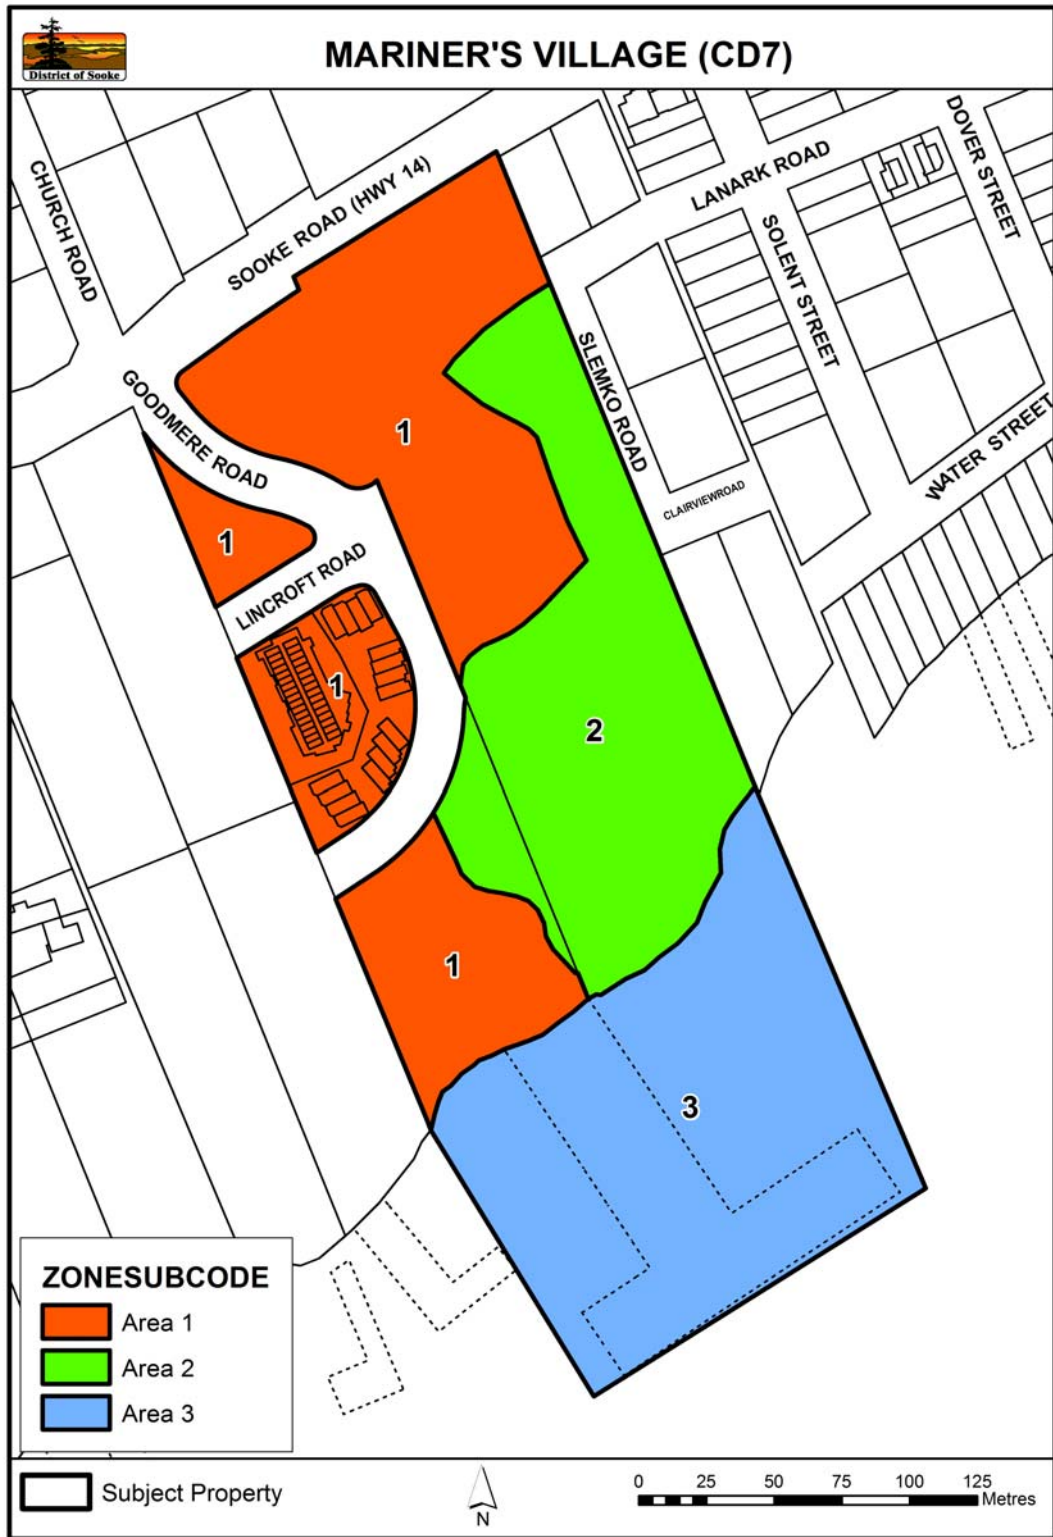 District of Sooke
MARINER'S VILLAGE (CD7)
CHURCH ROAD
SOOKE ROAD (HWY 14)
LANARK ROAD
DOVER STREET
SOLENT STREET
SLEMKO ROAD
GOODMERE ROAD
1
WATER STREET
CLAIRVIEWROAD
1
LINCROFT ROAD
1
2
1
3
ZONESUBCODE
Area 1
Area 2
Area 3
Subject Property
N
0 25 50 75 100 125
Metres